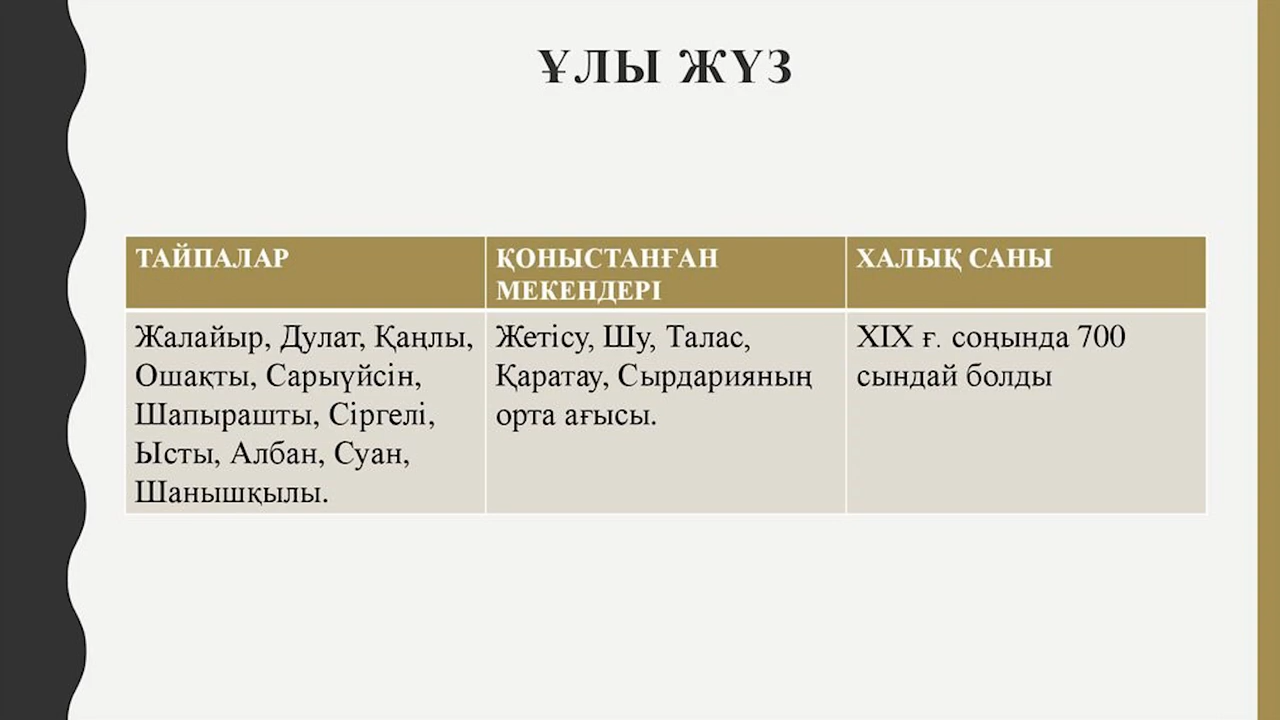 ҰЛЫ ЖҮЗ
ТАЙПАЛАР
ҚОНЫСТАНҒАН
МЕКЕНДЕРІ
ХАЛЫҚ САНЫ
Жалайыр, Дулат, Қаңлы,
Ошақты, Сарыүйсін,
Шапырашты, Сіргелі,
Ысты, Албан, Суан,
Шанышқылы.
Жетісу, Шу, Талас,
Қаратау, Сырдарияның
орта ағысы.
XIX ғ. соңында 700
сындай болды